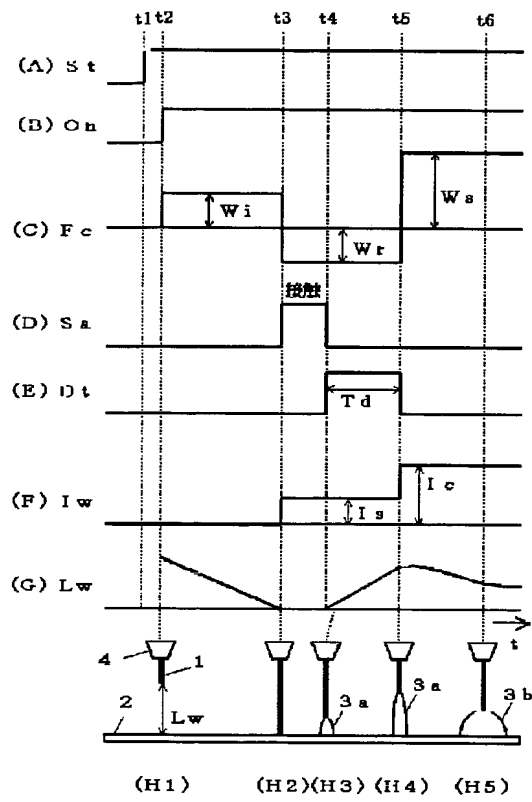 t1 t2 t3 t4 t5 t6
(A) St
(B) On
Wi
Ws
(C) Fc
Wr
接触
(D) Sa
(E) Dt
Td
Ic
(F) Iw
Is
(G) Lw
t
4 1
3a 3a 3b
2 Lw
(H1) (H2) (H3) (H4) (H5)